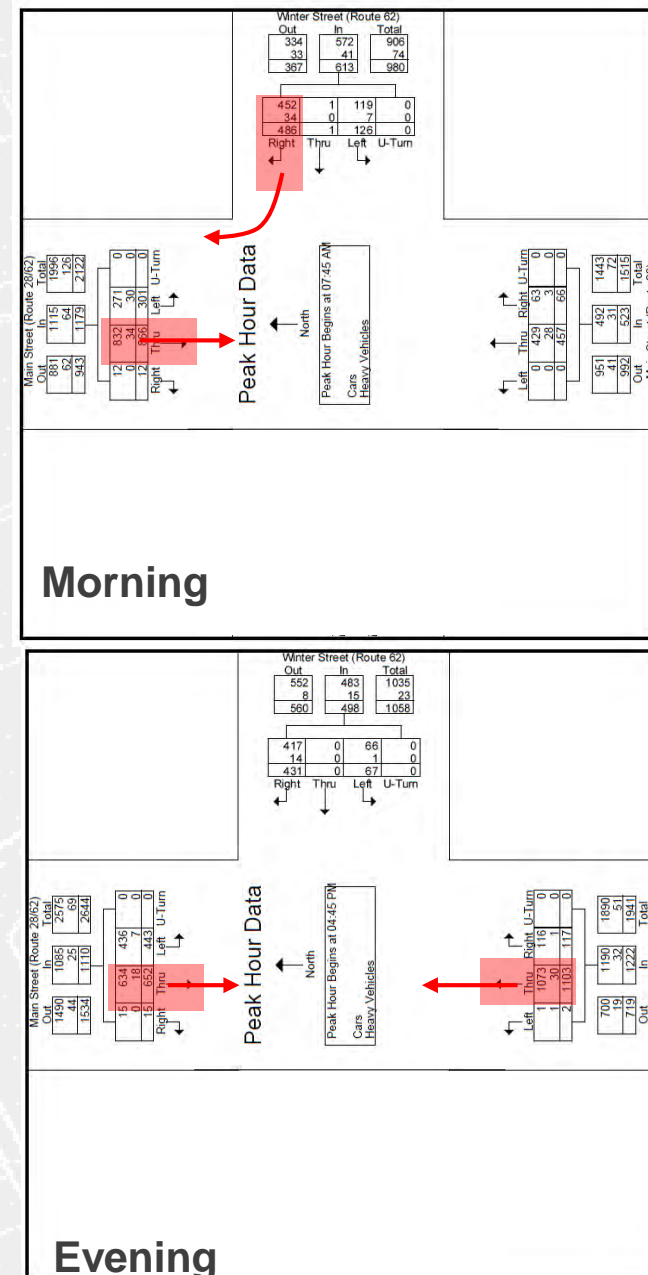 Winter Street (Route 62)
Out In Total
334 572 906
33 41 74
367 613 980
452 1 119 0
34 0 7 0
486 1 126 0
Right Thru Left U-Turn
Main Street (Route 28/62)
Out In Total
881 1115 1996
62 64 126
943 1179 2122
12 832 271 0
0 34 30 0
12 866 301 0
Right Thru Left U-Turn
Peak Hour Data
North
Peak Hour Begins at 07:45 AM
Cars
Heavy Vehicles
Left Thru Right U-Turn
0 429 63 0
0 28 3 0
0 457 66 0
951 492 1443
41 31 72
992 523 1515
Out In Total
Morning
Winter Street (Route 62)
Out In Total
552 483 1035
8 15 23
560 498 1058
417 0 66 0
14 0 1 0
431 0 67 0
Right Thru Left U-Turn
Main Street (Route 28/62)
Out In Total
1490 1085 2575
44 25 69
1534 1110 2644
15 634 436 0
0 18 7 0
15 652 443 0
Right Thru Left U-Turn
Peak Hour Data
North
Peak Hour Begins at 04:45 PM
Cars
Heavy Vehicles
Left Thru Right U-Turn
1 1073 116 0
1 30 1 0
2 1103 117 0
700 1190 1890
19 32 51
719 1222 1941
Out In Total
Evening